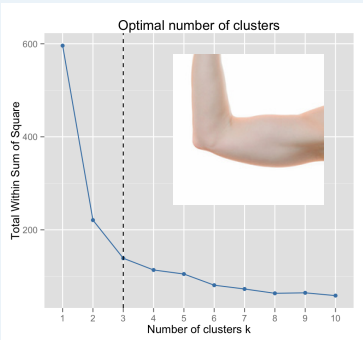 Optimal number of clusters
Total Within Sum of Square
600
400
200
1 2 3 4 5 6 7 8 9 10
Number of clusters k